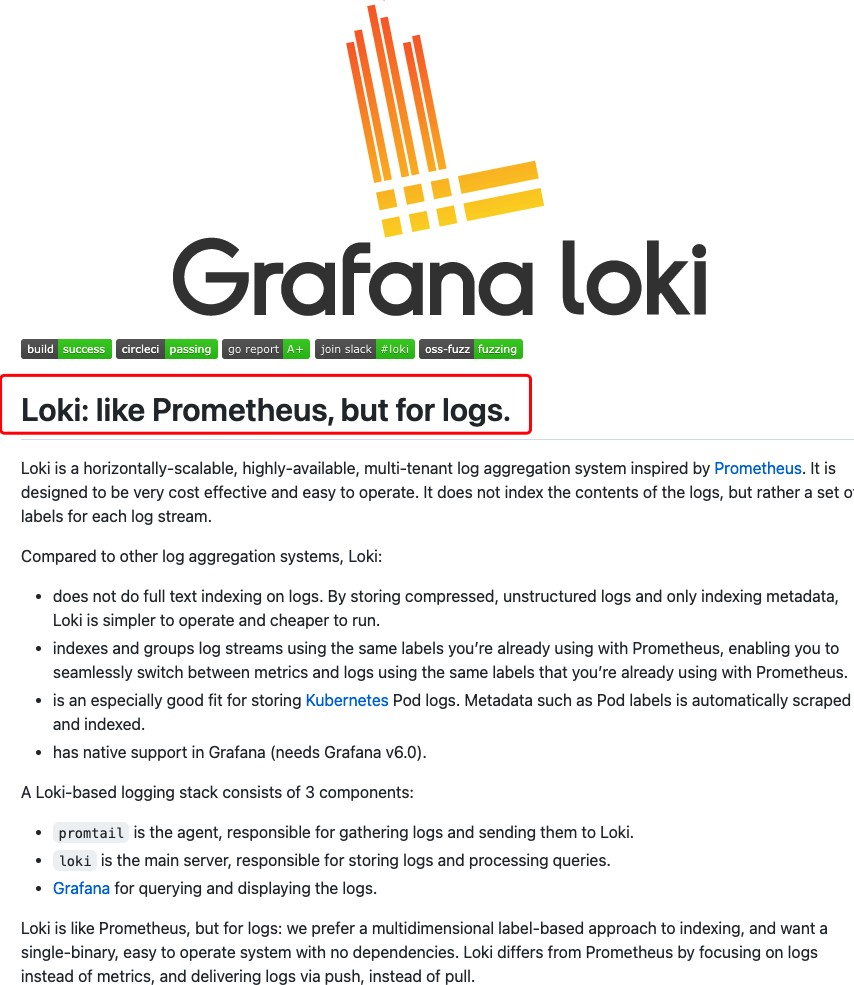 Grafana loki
build success circleci passing go report A+ join slack #loki oss-fuzz fuzzing
Loki: like Prometheus, but for logs.
Loki is a horizontally-scalable, highly-available, multi-tenant log aggregation system inspired by Prometheus. It is
designed to be very cost effective and easy to operate. It does not index the contents of the logs, but rather a set of
labels for each log stream.
Compared to other log aggregation systems, Loki:
• does not do full text indexing on logs. By storing compressed, unstructured logs and only indexing metadata,
Loki is simpler to operate and cheaper to run.
• indexes and groups log streams using the same labels you’re already using with Prometheus, enabling you to
seamlessly switch between metrics and logs using the same labels that you’re already using with Prometheus.
• is an especially good fit for storing Kubernetes Pod logs. Metadata such as Pod labels is automatically scraped
and indexed.
• has native support in Grafana (needs Grafana v6.0).
A Loki-based logging stack consists of 3 components:
• promtail is the agent, responsible for gathering logs and sending them to Loki.
• loki is the main server, responsible for storing logs and processing queries.
• Grafana for querying and displaying the logs.
Loki is like Prometheus, but for logs: we prefer a multidimensional label-based approach to indexing, and want a
single-binary, easy to operate system with no dependencies. Loki differs from Prometheus by focusing on logs
instead of metrics, and delivering logs via push, instead of pull.